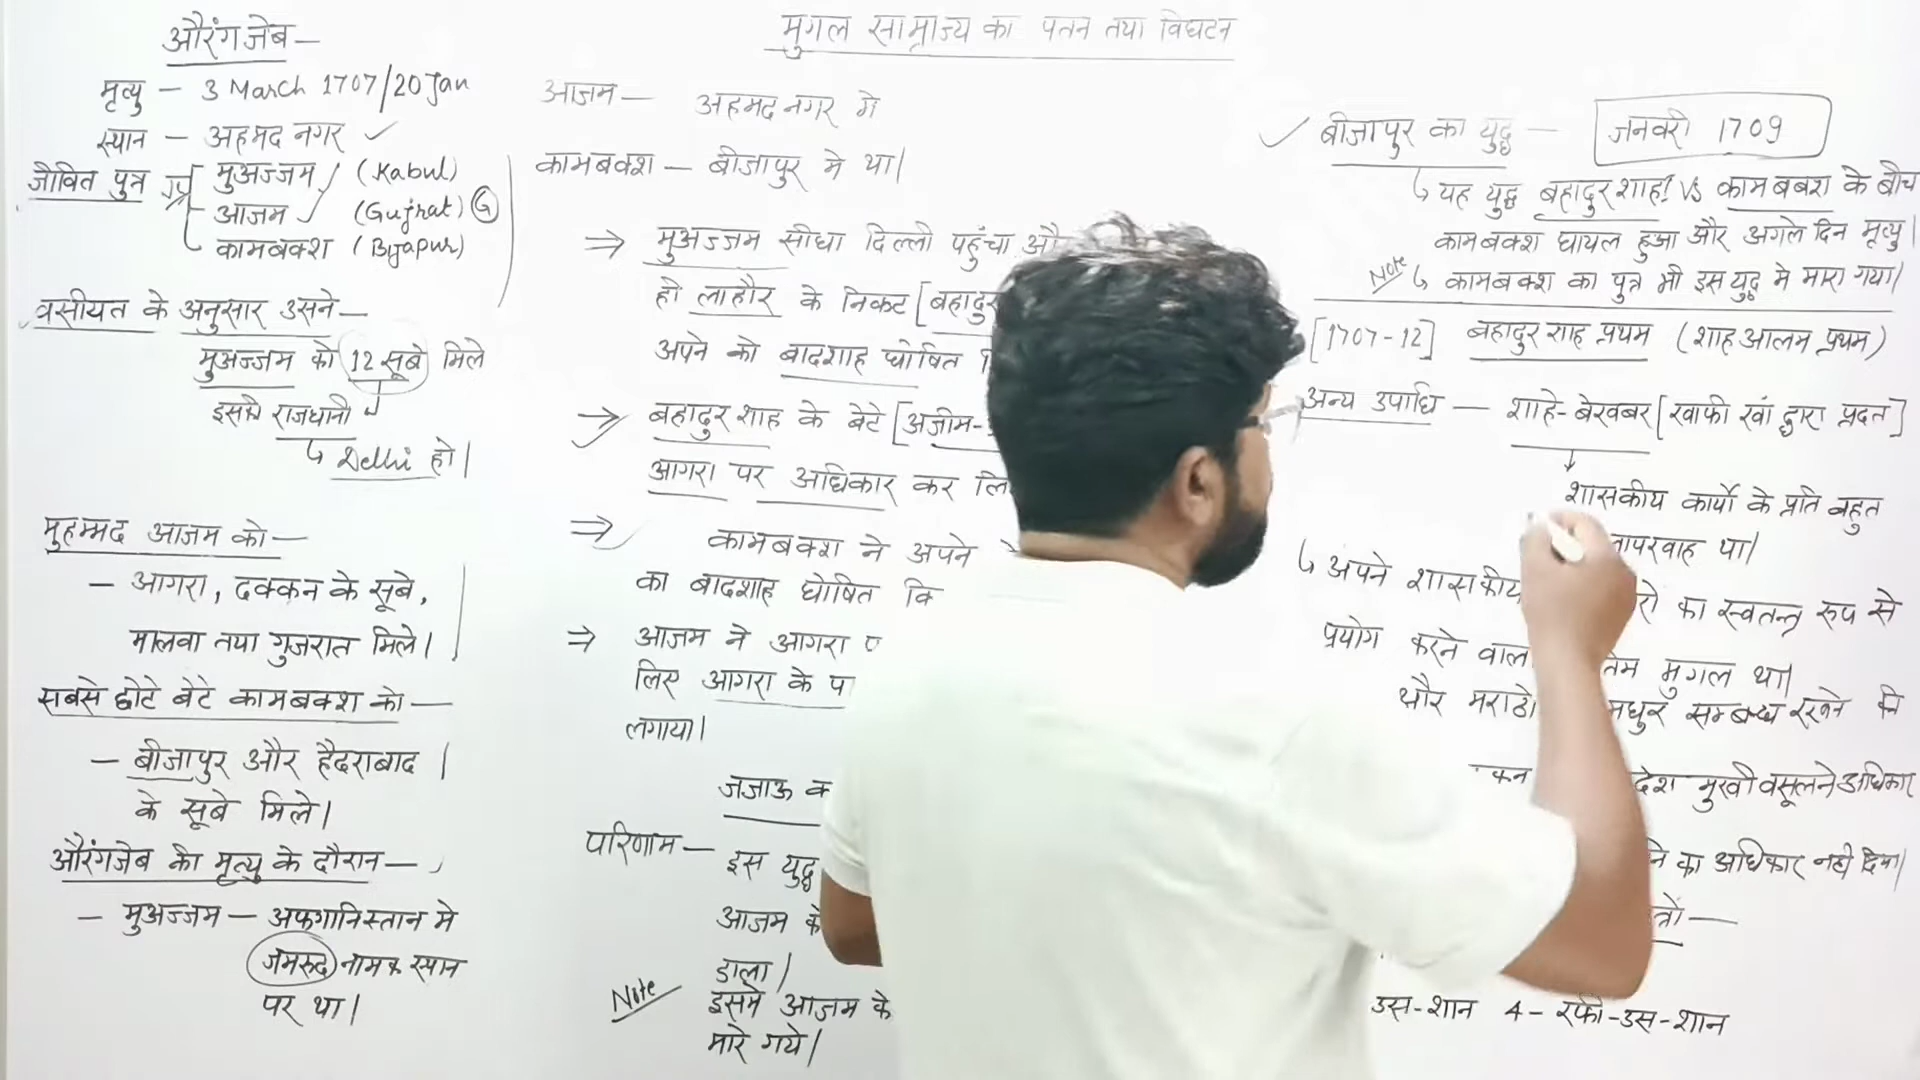 मुगल साम्राज्य का पतन तथा विघटन
औरंगजेब—
मृत्यु — 3 March 1707/20 Jan
स्थान — अहमद नगर ✓
जीवित पुत्र मुअज्जम (Kabul)
आजम (Gujrat) G
कामबक्श (Bijapur)
वसीयत के अनुसार उसने—
मुअज्जम को 12 सूबे मिले
राजधानी
↳ Delhi हो|
मुहम्मद आजम को—
— आगरा, दक्कन के सूबे,
मालवा तथा गुजरात मिले|
सबसे छोटे बेटे कामबक्श को—
— बीजापुर और हैदराबाद |
के सूबे मिले|
औरंगजेब की मृत्यु के दौरान—
— मुअज्जम — अफगानिस्तान मे
जमरुद नामक स्थान
पर था|
आजम— अहमद नगर मे
कामबक्श — बीजापुर मे था|
⇒ मुअज्जम सीधा दिल्ली पहुंचा
हो लाहौर के निकट [बहादुर
अपने को बादशाह घोषित
→ बहादुर शाह के बेटे [अजीम-
आगरा पर अधिकार कर
⇒ कामबक्श ने अपने
का बादशाह घोषित
⇒ आजम ने आगरा
लिए आगरा के
लगाया|
जजाऊ
परिणाम — इस युद्ध
आजम के
डाला|
Note इसमे आजम के
मारे गये|
✓ बीजापुर का युद्ध — जनवरी 1709
↳ यह युद्ध बहादुर शाह I VS कामबक्श के बीच
कामबक्श घायल हुआ और अगले दिन मृत्यु|
Note ↳ कामबक्श का पुत्र भी इस युद्ध मे मारा गया|
[1707-12] बहादुर शाह प्रथम (शाह आलम प्रथम)
अन्य उपाधि — शाहे-बेखबर [खाफी खां द्वारा प्रदत]
शासकीय कार्यो के प्रति बहुत
था|
↳ अपने शासकीय का स्वतन्त्र रुप से
प्रयोग करने मुगल था|
और मराठो मधुर सम्बन्ध रखने
मुखी वसूलने अधिकार
का अधिकार नही दिया|
उस-शान 4- रफी-उस-शान